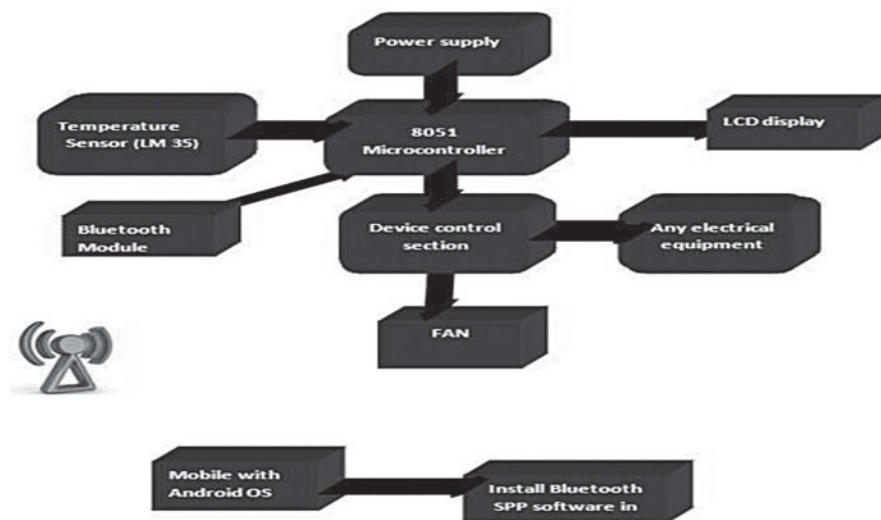 Power supply
Temperature
Sensor (LM 35)
8051
Microcontroller
LCD display
Bluetooth
Module
Device control
section
Any electrical
equipment
FAN
Mobile with
Android OS
Install Bluetooth
SPP software in